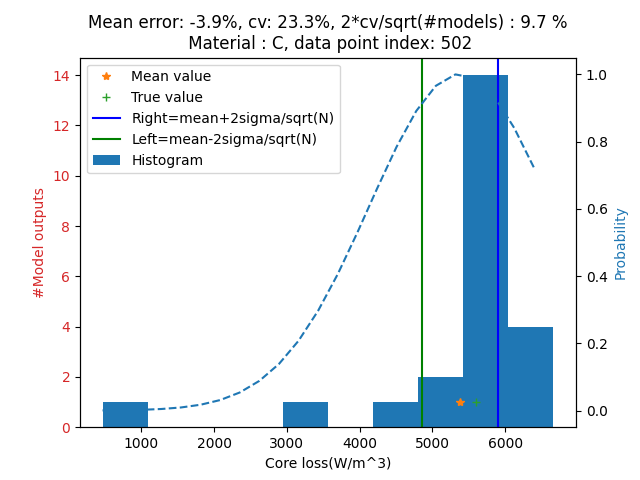 Mean error: -3.9%, cv: 23.3%, 2*cv/sqrt(#models) : 9.7 %
Material : C, data point index: 502
Mean value
True value
Right=mean+2sigma/sqrt(N)
Left=mean-2sigma/sqrt(N)
Histogram
#Model outputs
14
12
10
8
6
4
2
0
1000 2000 3000 4000 5000 6000
Core loss(W/m^3)
1.0
0.8
0.6
0.4
0.2
0.0
Probability